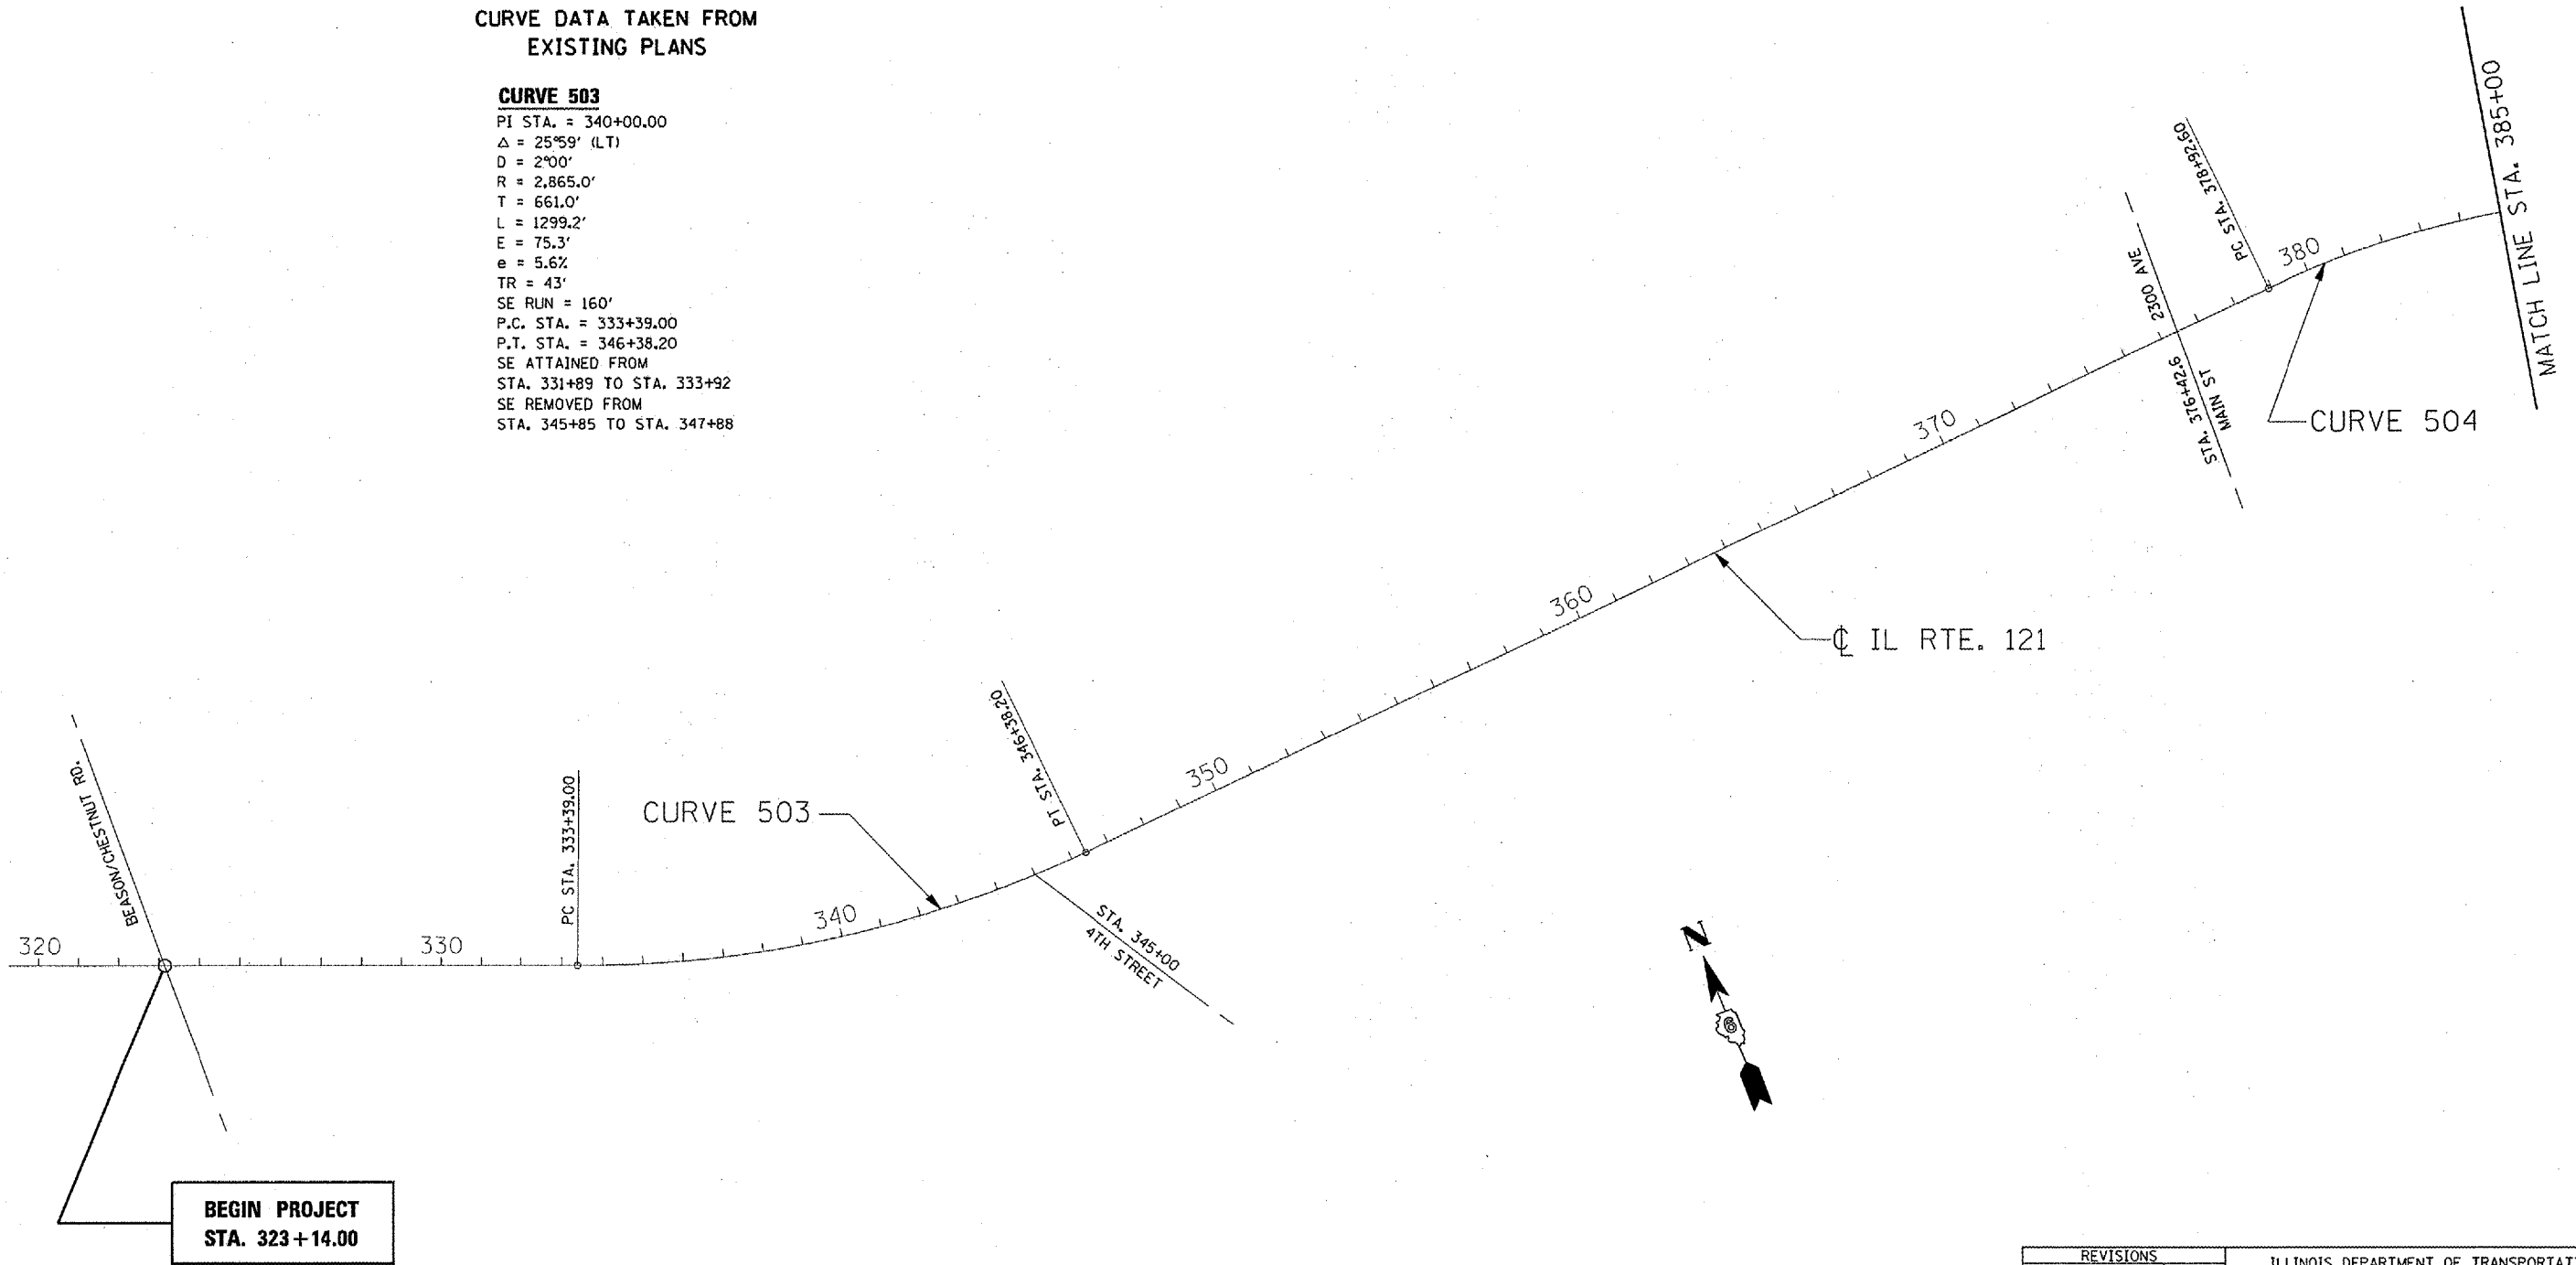 CURVE DATA TAKEN FROM
EXISTING PLANS
CURVE 503
PI STA. = 340+00.00
Δ = 25°59' (LT)
D = 2°00'
R = 2,865.0'
T = 661.0'
L = 1299.2'
E = 75.3'
e = 5.6%
TR = 43'
SE RUN = 160'
P.C. STA. = 333+39.00
P.T. STA. = 346+38.20
SE ATTAINED FROM
STA. 331+89 TO STA. 333+92
SE REMOVED FROM
STA. 345+85 TO STA. 347+88
MATCH LINE STA. 385+00
PC STA. 378+92.60
380
2300 AVE
STA. 376+42.6
MAIN ST
CURVE 504
370
360
℄ IL RTE. 121
350
PT STA. 346+38.20
BEASON/CHESTNUT RD.
PC STA. 333+39.00
CURVE 503
340
STA. 345+00
4TH STREET
320
330
N
6
BEGIN PROJECT
STA. 323+14.00
REVISIONS
ILLINOIS DEPARTMENT OF TRANSPORTATI